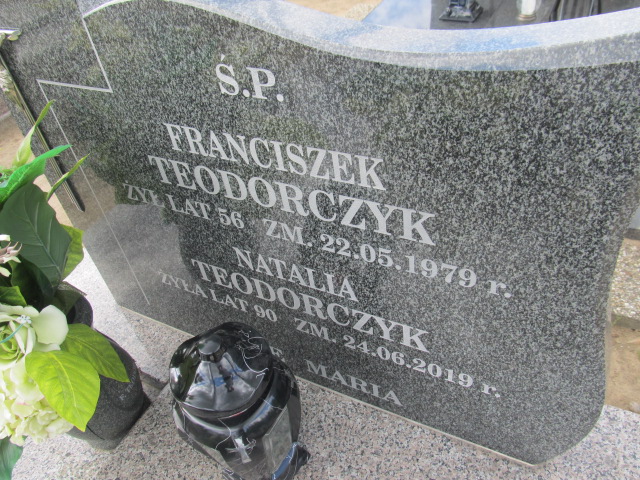 Ś.P.
FRANCISZEK
TEODORCZYK
ŻYŁ LAT 56 ZM. 22.05.1979 r.
NATALIA
TEODORCZYK
ŻYŁA LAT 90 ZM. 24.06.2019 r.
MARIA